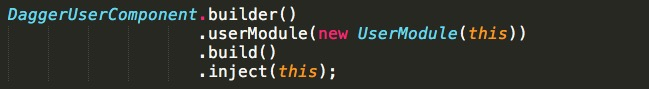 DaggerUserComponent.builder()
.userModule(new UserModule(this))
.build()
.inject(this);